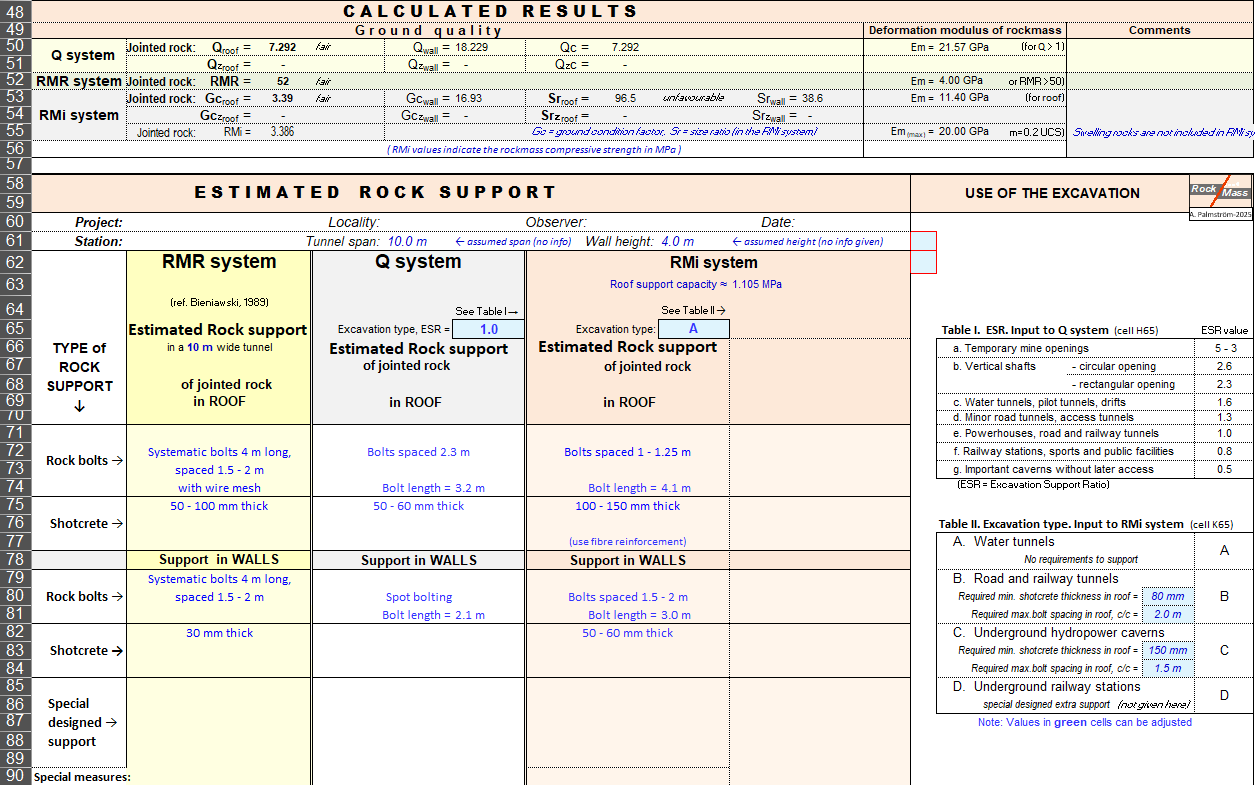 48 CALCULATED RESULTS
49 Ground quality Deformation modulus of rockmass Comments
50 Q system Jointed rock: Qroof = 7.292 fair Qwall = 18.229 Qc = 7.292 Em = 21.57 GPa (for Q > 1)
51 Qzroof = - Qzwall = - Qzc = -
52 RMR system Jointed rock: RMR = 52 fair Em = 4.00 GPa or RMR >50)
53 RMi system Jointed rock: Gcroof = 3.39 fair Gcwall = 16.93 Srroof = 96.5 unfavourable Srwall = 38.6 Em = 11.40 GPa (for roof)
54 Gczroof = - Gczwall = - Srzroof = - Srzwall = -
55 Jointed rock: RMi = 3.386 Gc = ground condition factor, Sr = size ratio (in the RMi system) Em (max) = 20.00 GPa m=0.2 UCS) Swelling rocks are not included in RMi sy
56 ( RMi values indicate the rockmass compressive strength in MPa )
57
58 ESTIMATED ROCK SUPPORT USE OF THE EXCAVATION Rock Mass
59 A. Palmström-2025
60 Project: Locality: Observer: Date:
61 Station: Tunnel span: 10.0 m ← assumed span (no info) Wall height: 4.0 m ← assumed height (no info given)
62 RMR system Q system RMi system
63 Roof support capacity ≈ 1.105 MPa
(ref. Bieniawski, 1989)
64 See Table I→ See Table II→
65 Estimated Rock support Excavation type, ESR = 1.0 Excavation type: A Table I. ESR. Input to Q system (cell H65) ESR value
66 TYPE of in a 10 m wide tunnel Estimated Rock support Estimated Rock support a. Temporary mine openings 5 - 3
67 ROCK of jointed rock of jointed rock b. Vertical shafts - circular opening 2.6
68 SUPPORT of jointed rock - rectangular opening 2.3
69 ↓ in ROOF in ROOF in ROOF c. Water tunnels, pilot tunnels, drifts 1.6
70 d. Minor road tunnels, access tunnels 1.3
71 e. Powerhouses, road and railway tunnels 1.0
72 Rock bolts → Systematic bolts 4 m long, Bolts spaced 2.3 m Bolts spaced 1 - 1.25 m f. Railway stations, sports and public facilities 0.8
73 spaced 1.5 - 2 m g. Important caverns without later access 0.5
74 with wire mesh Bolt length = 3.2 m Bolt length = 4.1 m (ESR = Excavation Support Ratio)
75 50 - 100 mm thick 50 - 60 mm thick 100 - 150 mm thick
76 Shotcrete → Table II. Excavation type. Input to RMi system (cell K65)
77 (use fibre reinforcement) A. Water tunnels A
78 Support in WALLS Support in WALLS Support in WALLS No requirements to support
79 Systematic bolts 4 m long, B. Road and railway tunnels
80 Rock bolts → spaced 1.5 - 2 m Spot bolting Bolts spaced 1.5 - 2 m Required min. shotcrete thickness in roof = 80 mm B
81 Bolt length = 2.1 m Bolt length = 3.0 m Required max.bolt spacing in roof, c/c = 2.0 m
82 30 mm thick 50 - 60 mm thick C. Underground hydropower caverns
83 Shotcrete → Required min. shotcrete thickness in roof = 150 mm C
84 Required max.bolt spacing in roof, c/c = 1.5 m
85 D. Underground railway stations D
86 Special special designed extra support (not given here)
87 designed → Note: Values in green cells can be adjusted
88 support
89
90 Special measures: